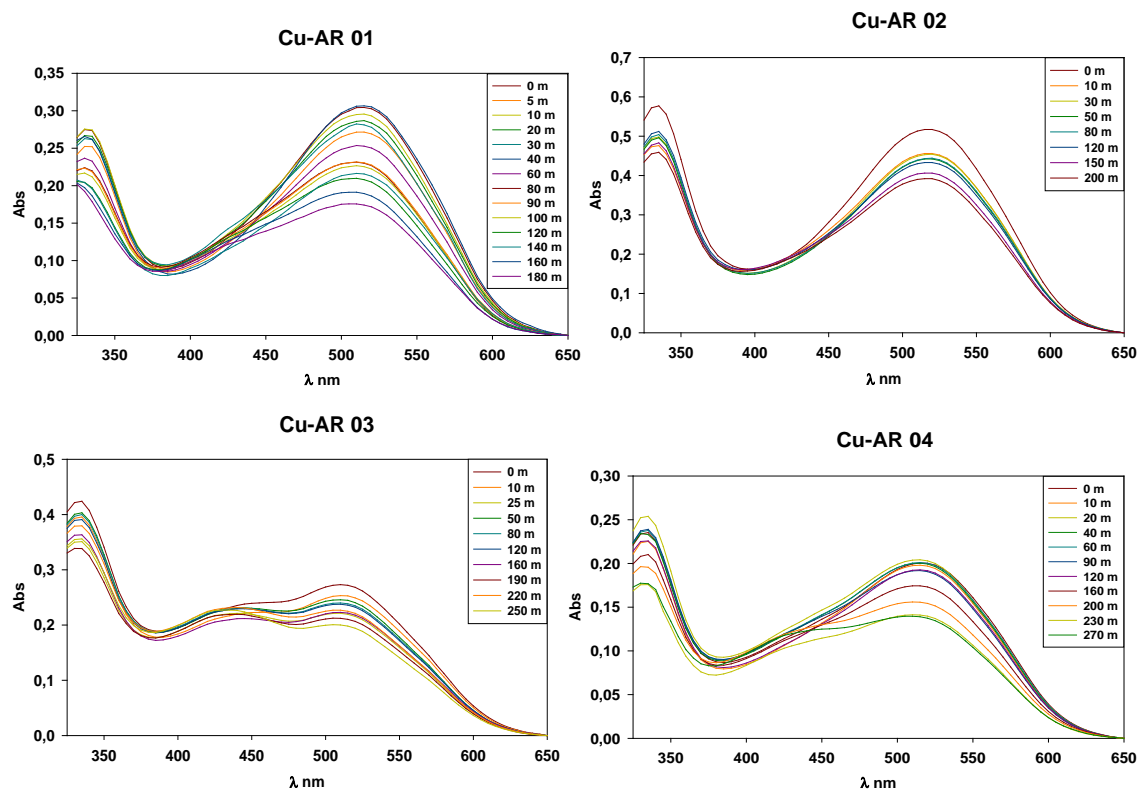 Cu-AR 01
0,35
0,30
0,25
0,20
0,15
0,10
0,05
0,00
Abs
350
400
450
500
550
600
650
λ nm
0 m
5 m
10 m
20 m
30 m
40 m
60 m
80 m
90 m
100 m
120 m
140 m
160 m
180 m
Cu-AR 02
0,7
0,6
0,5
0,4
0,3
0,2
0,1
0,0
Abs
350
400
450
500
550
600
650
λ nm
0 m
10 m
30 m
50 m
80 m
120 m
150 m
200 m
Cu-AR 03
0,5
0,4
0,3
0,2
0,1
0,0
Abs
350
400
450
500
550
600
650
λ nm
0 m
10 m
25 m
50 m
80 m
120 m
160 m
190 m
220 m
250 m
Cu-AR 04
0,30
0,25
0,20
0,15
0,10
0,05
0,00
Abs
350
400
450
500
550
600
650
λ nm
0 m
10 m
20 m
40 m
60 m
90 m
120 m
160 m
200 m
230 m
270 m